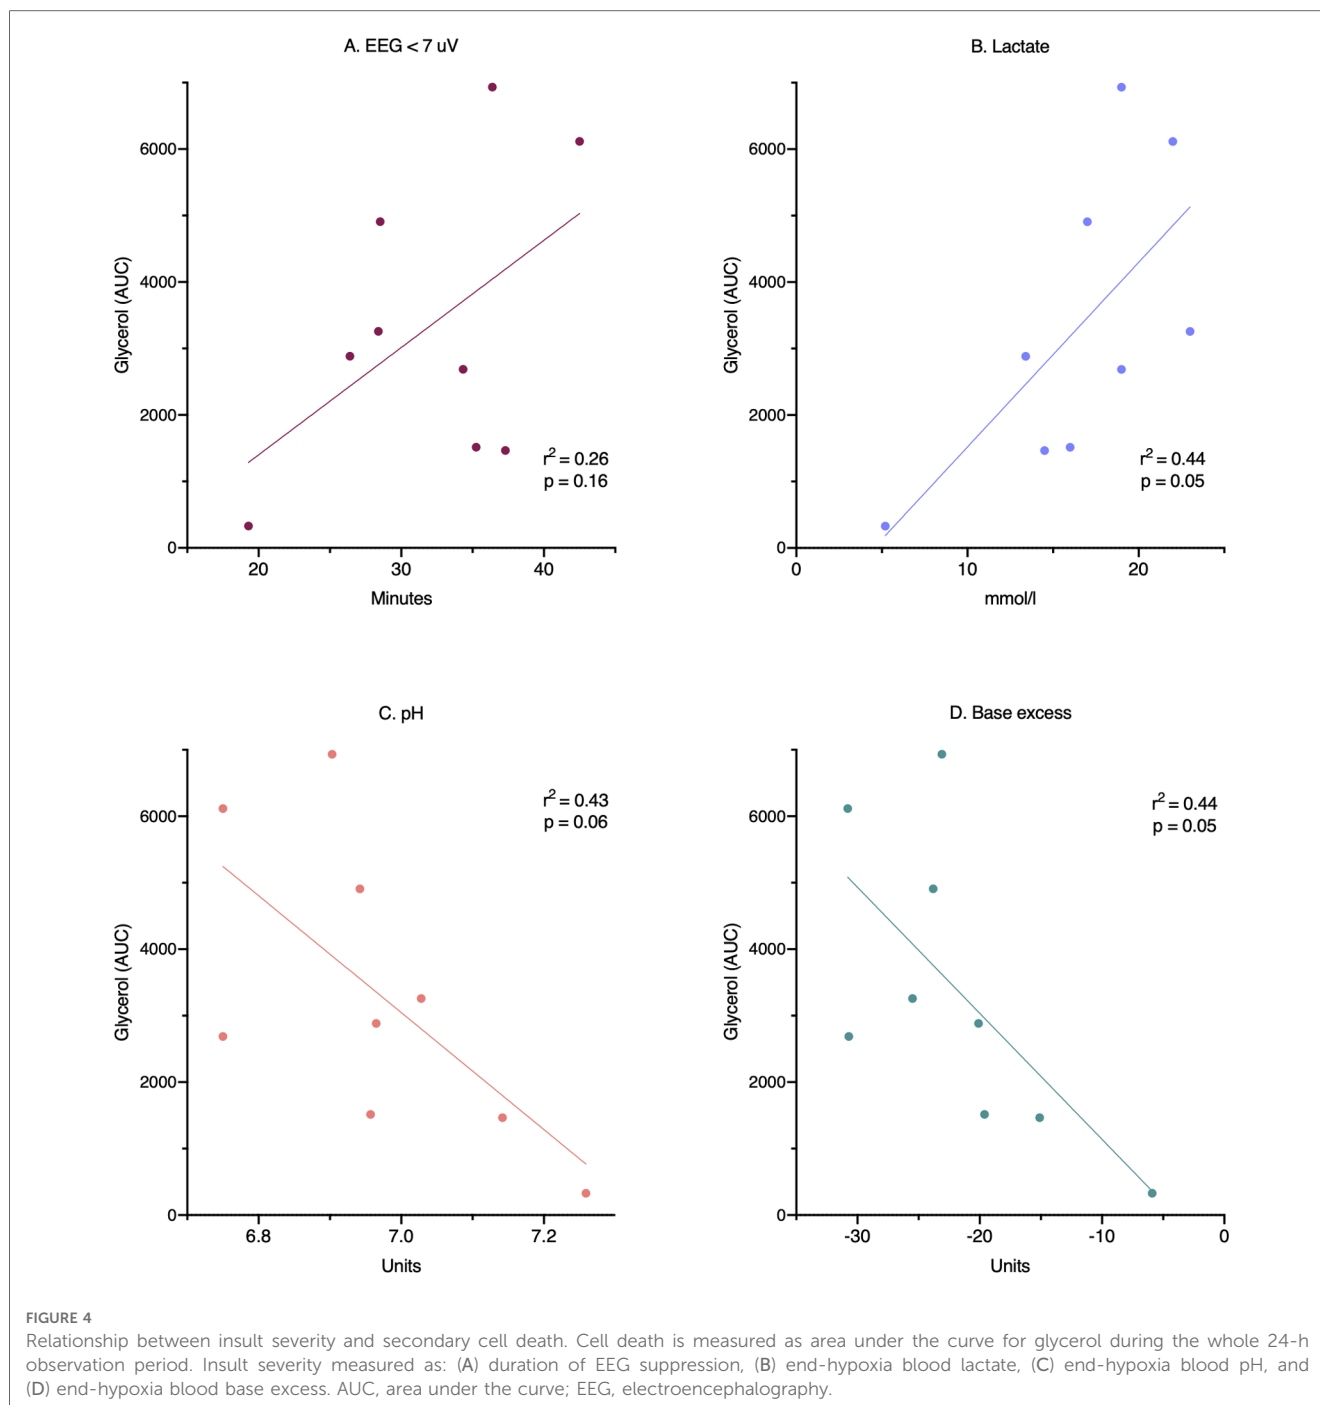 A. EEG < 7 uV
6000
4000
2000
0
Glycerol (AUC)
r² = 0.26
p = 0.16
20 30 40
Minutes
B. Lactate
6000
4000
2000
0
Glycerol (AUC)
r² = 0.44
p = 0.05
0 10 20
mmol/l
C. pH
6000
4000
2000
0
Glycerol (AUC)
r² = 0.43
p = 0.06
6.8 7.0 7.2
Units
D. Base excess
6000
4000
2000
0
Glycerol (AUC)
r² = 0.44
p = 0.05
-30 -20 -10 0
Units
FIGURE 4
Relationship between insult severity and secondary cell death. Cell death is measured as area under the curve for glycerol during the whole 24-h
observation period. Insult severity measured as: (A) duration of EEG suppression, (B) end-hypoxia blood lactate, (C) end-hypoxia blood pH, and
(D) end-hypoxia blood base excess. AUC, area under the curve; EEG, electroencephalography.